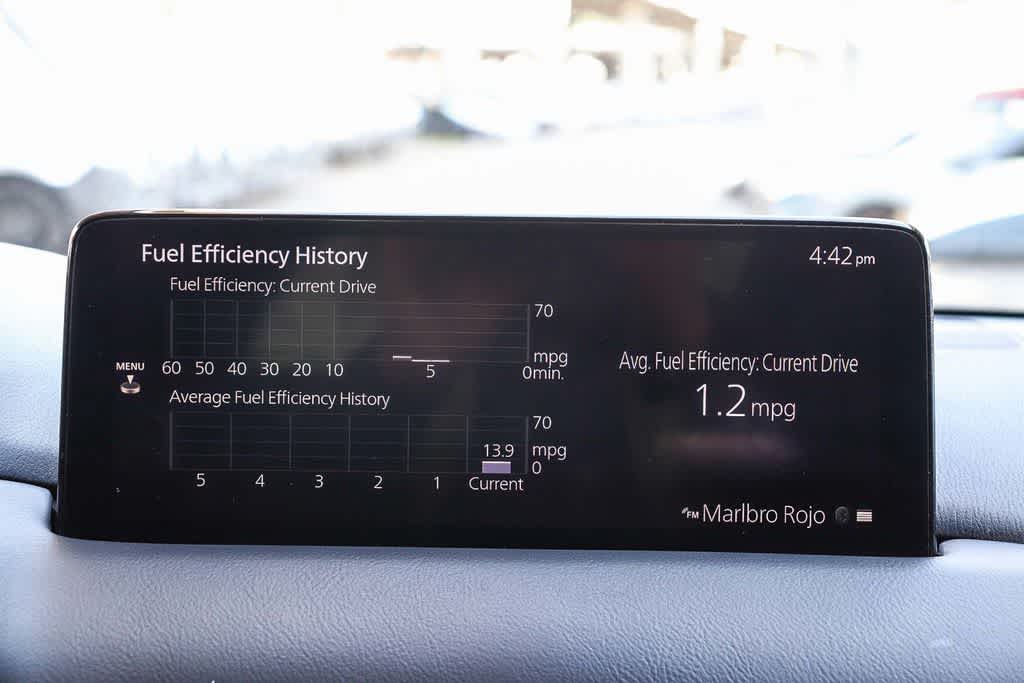 Fuel Efficiency History
4:42 pm
Fuel Efficiency: Current Drive
70
mpg
60 50 40 30 20 10 5 0min.
MENU
Avg. Fuel Efficiency: Current Drive
1.2 mpg
Average Fuel Efficiency History
70
13.9 mpg
0
5 4 3 2 1 Current
FM Marlbro Rojo